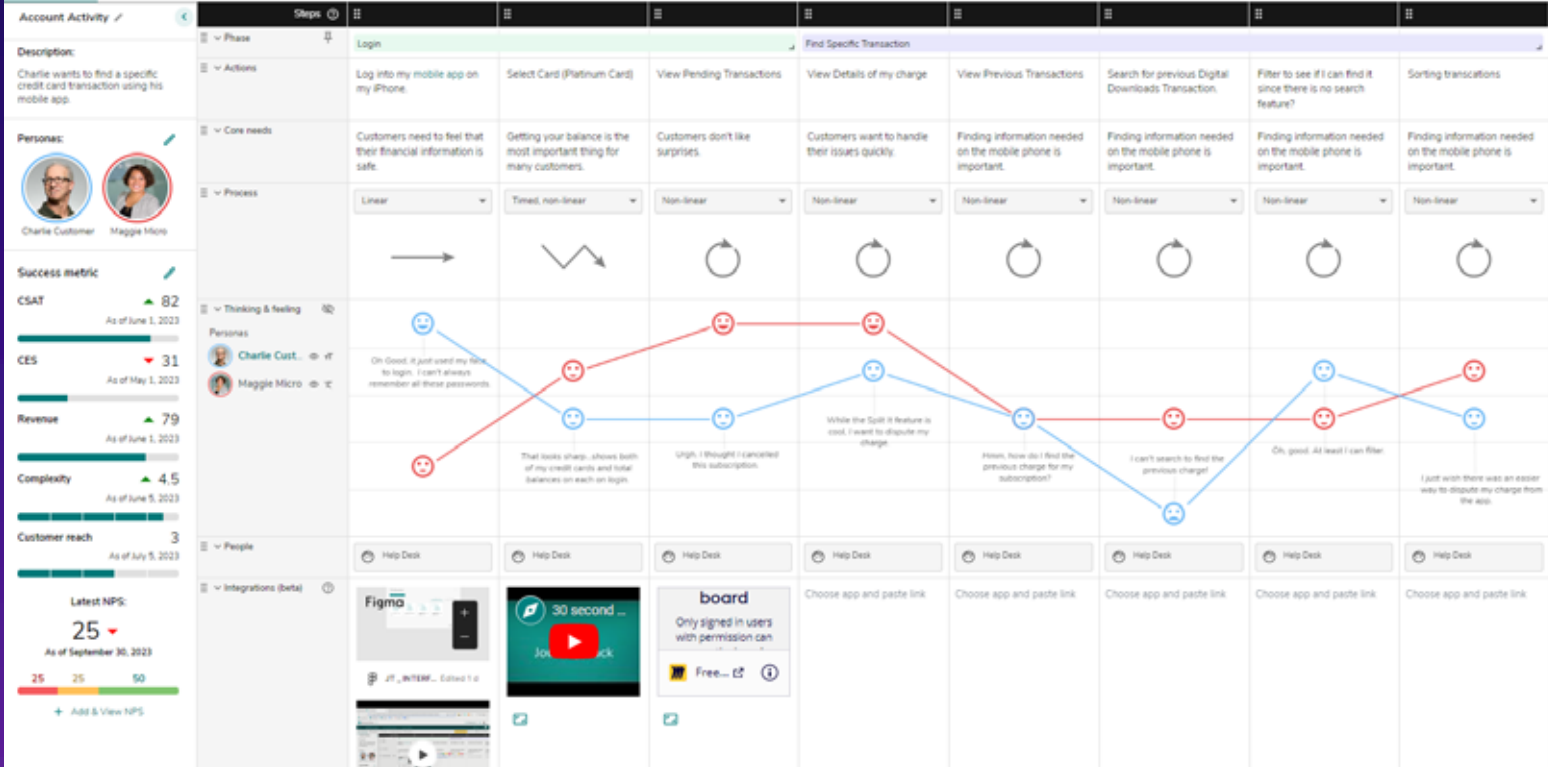 Account Activity
Description:
Charlie wants to find a specific
credit card transaction using his
mobile app.
Personas:
Charlie Customer
Maggie Micro
Success metric
CSAT
82
As of June 1, 2023
CES
31
As of May 1, 2023
Revenue
79
As of June 1, 2023
Complexity
4.5
As of June 5, 2023
Customer reach
3
As of July 5, 2023
Latest NPS:
25
As of September 30, 2023
25 25 50
+ Add & View NPS
Steps
Phase
Login
Find Specific Transaction
Actions
Log into my mobile app on
my iPhone.
Select Card (Platinum Card)
View Pending Transactions
View Details of my charge
View Previous Transactions
Search for previous Digital
Downloads Transaction.
Filter to see if I can find it
since there is no search
feature?
Sorting transcations
Core needs
Customers need to feel that
their financial information is
safe.
Getting your balance is the
most important thing for
many customers.
Customers don't like
surprises.
Customers want to handle
their issues quickly.
Finding information needed
on the mobile phone is
important.
Finding information needed
on the mobile phone is
important.
Finding information needed
on the mobile phone is
important.
Finding information needed
on the mobile phone is
important.
Process
Linear
Timed, non-linear
Non-linear
Non-linear
Non-linear
Non-linear
Non-linear
Non-linear
Thinking & feeling
Personas
Charlie Cust..
Maggie Micro
Oh Good, it just used my face
to login. I can't always
remember all these passwords.
That looks sharp...shows both
of my credit cards and total
balances on each on login.
Urgh. I thought I cancelled
this subscription.
While the Split It feature is
cool, I want to dispute my
charge.
Hmm, how do I find the
previous charge for my
subscription?
I can't search to find the
previous charge!
Oh, good. At least I can filter.
I just wish there was an easier
way to dispute my charge from
the app.
People
Help Desk
Help Desk
Help Desk
Help Desk
Help Desk
Help Desk
Help Desk
Help Desk
Integrations (beta)
Figma
JT_INTERF... Edited 1 d
30 second ...
board
Only signed in users
with permission can
Free...
Choose app and paste link
Choose app and paste link
Choose app and paste link
Choose app and paste link
Choose app and paste link